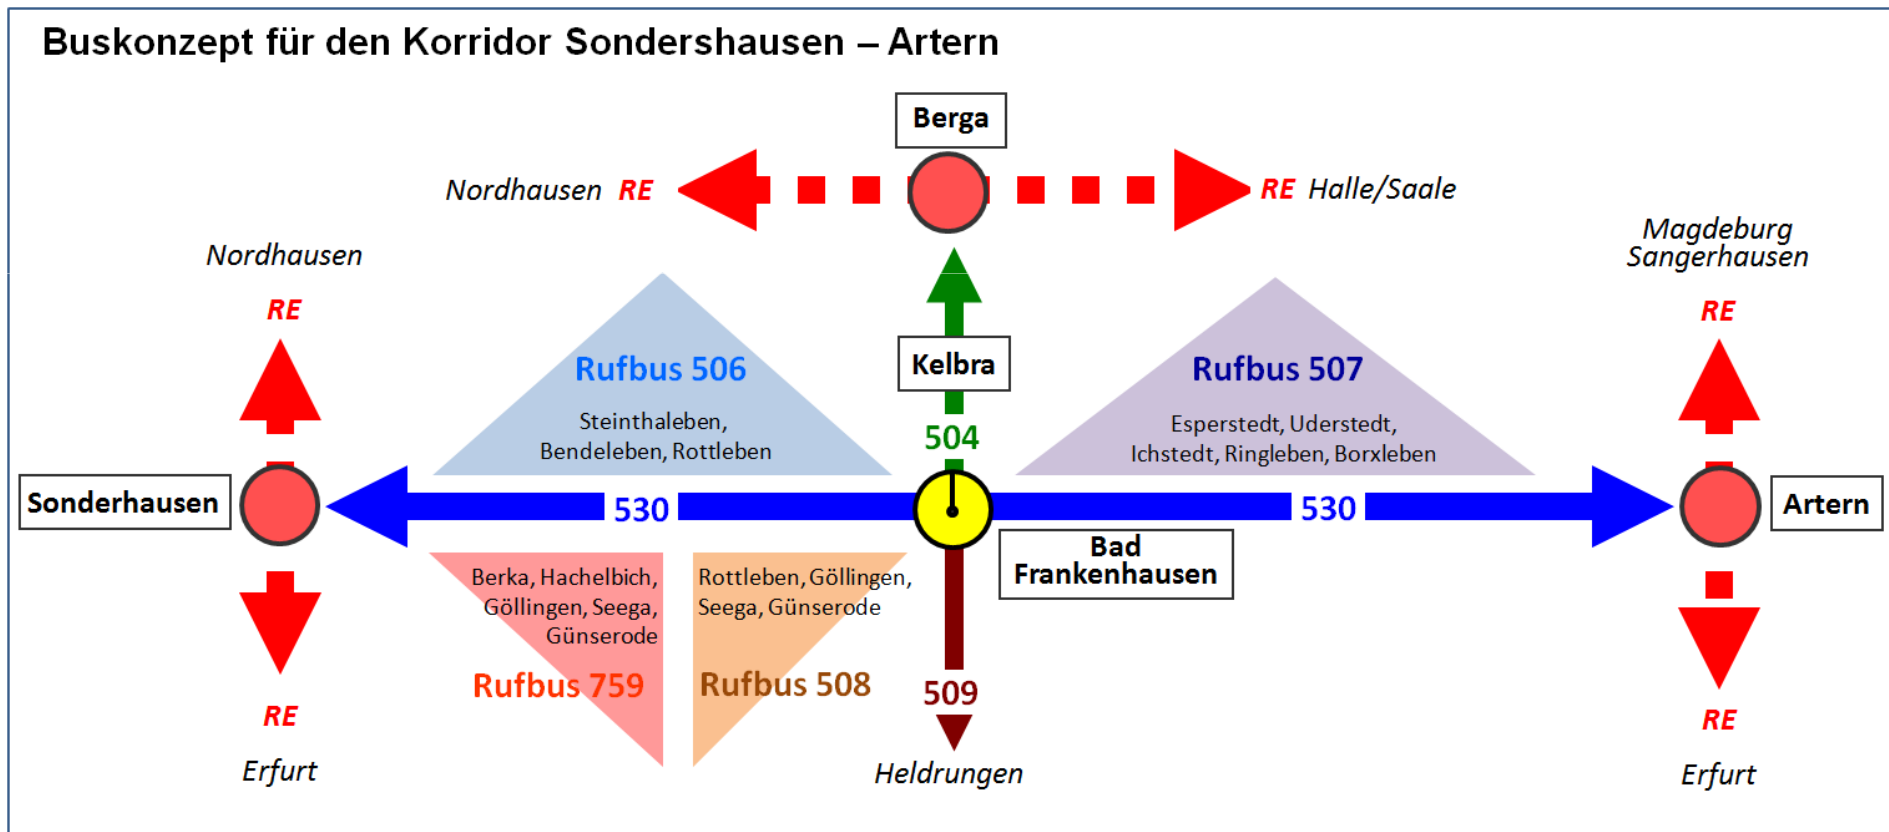 Buskonzept für den Korridor Sondershausen – Artern
Berga
Nordhausen RE
RE Halle/Saale
Nordhausen
RE
Magdeburg
Sangerhausen
RE
Rufbus 506
Steinthaleben,
Bendeleben, Rottleben
Kelbra
504
Rufbus 507
Esperstedt, Uderstedt,
Ichstedt, Ringleben, Borxleben
Sonderhausen
530
530
Artern
Bad
Frankenhausen
Berka, Hachelbich,
Göllingen, Seega,
Günserode
Rufbus 759
Rottleben, Göllingen,
Seega, Günserode
Rufbus 508
509
Heldrungen
RE
Erfurt
RE
Erfurt